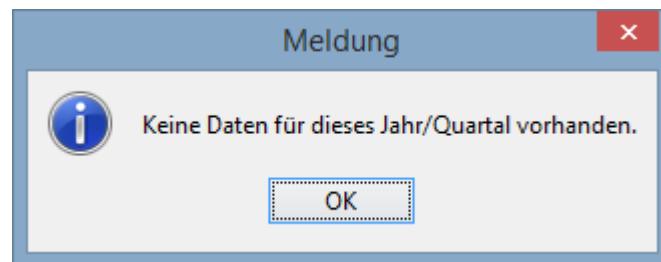 Meldung
Keine Daten für dieses Jahr/Quartal vorhanden.
OK